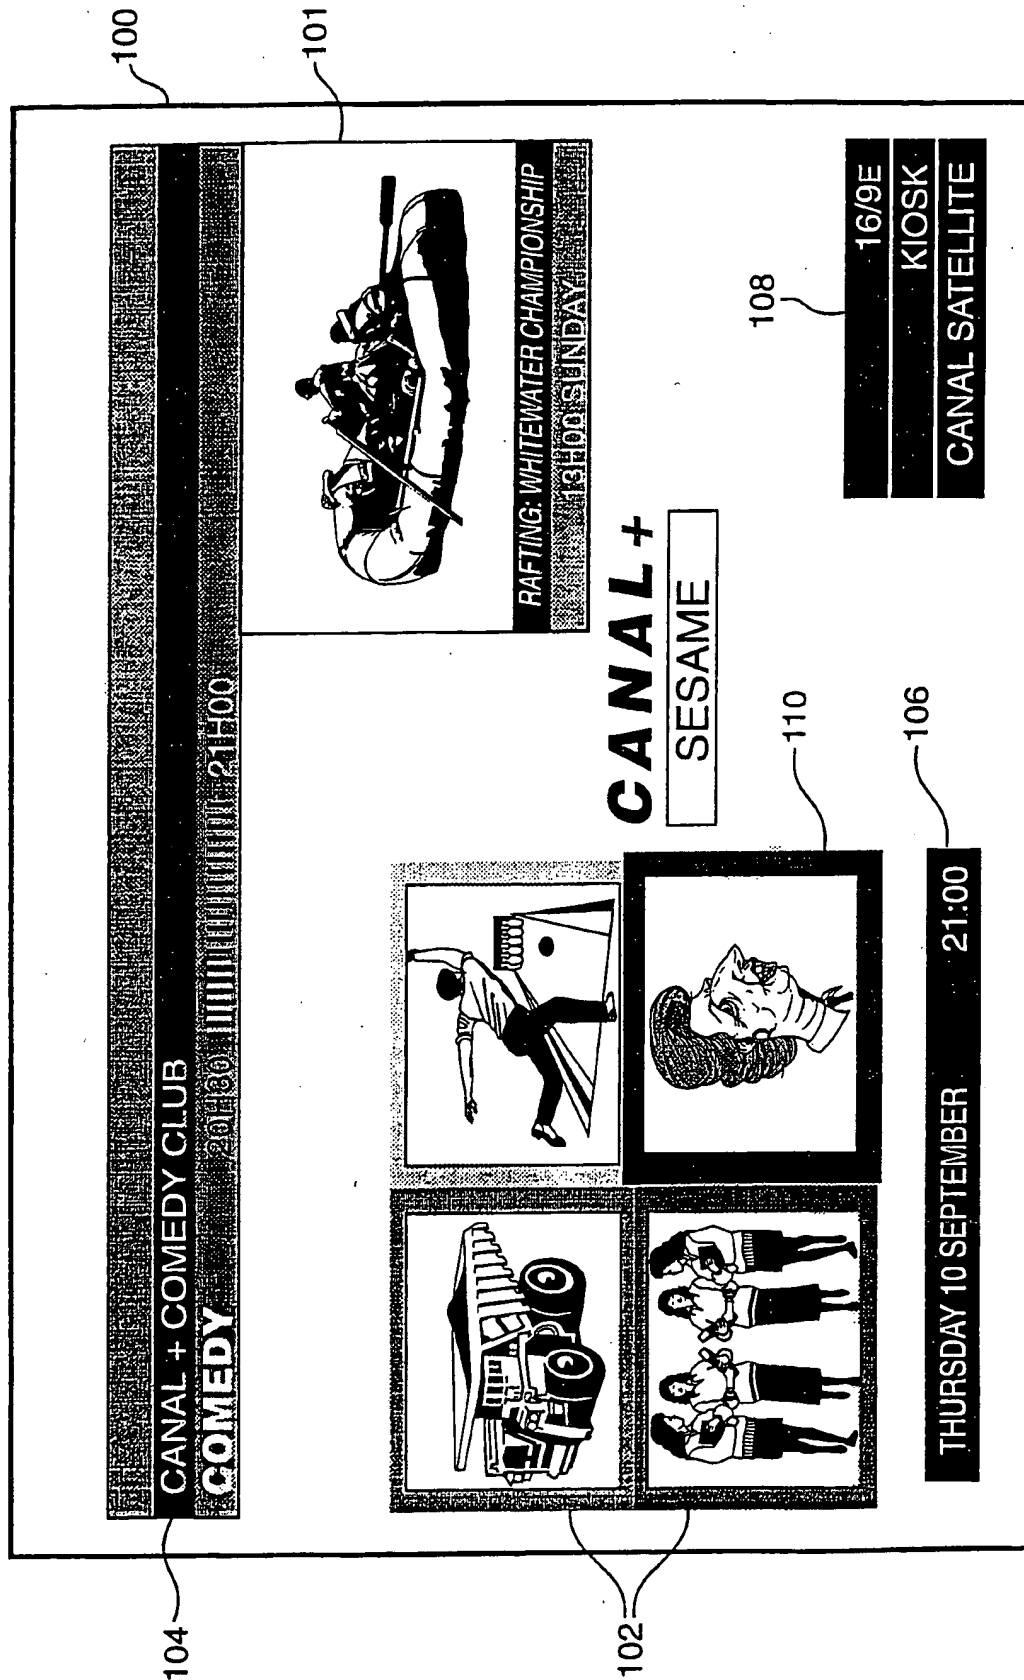 100
101
104
CANAL + COMEDY CLUB
COMEDY 20H30 21H00
RAFTING: WHITEWATER CHAMPIONSHIP
13H00 SUNDAY
102
CANAL+
SESAME
110
108
16/9E
KIOSK
CANAL SATELLITE
106
THURSDAY 10 SEPTEMBER 21:00